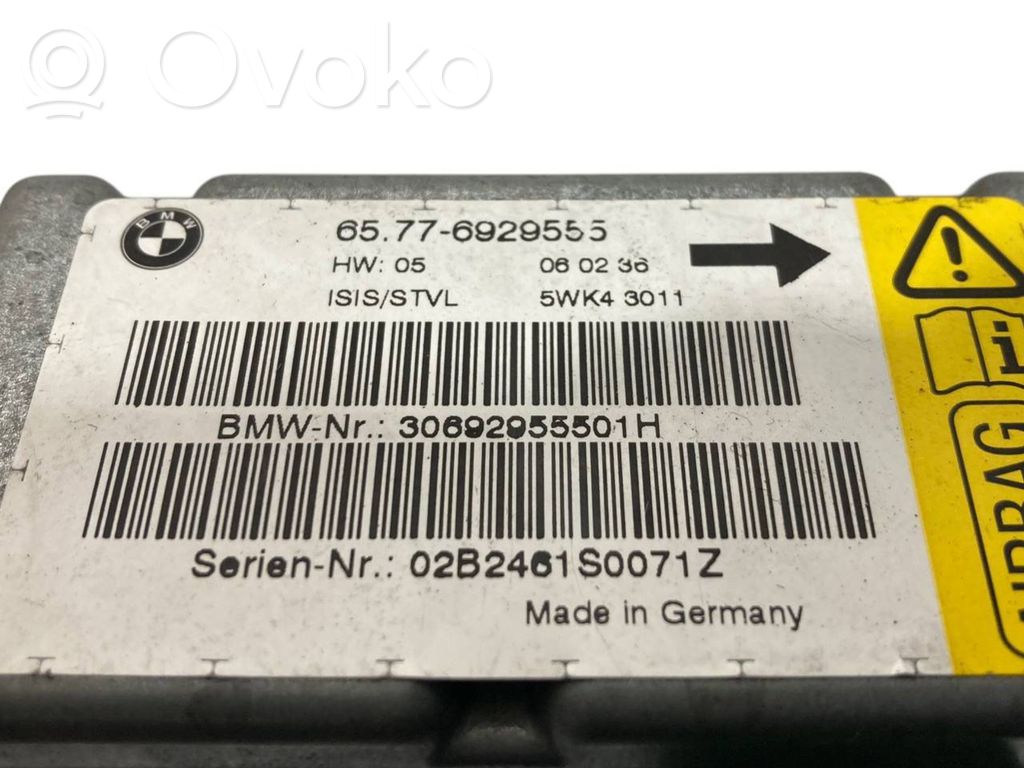 Ovoko
BMW
65.77-6929555
HW: 05 06 02 36
ISIS/STVL 5WK4 3011
BMW-Nr.: 30692955501H
Serien-Nr.: 02B2461S0071Z
Made in Germany
AIRBAG